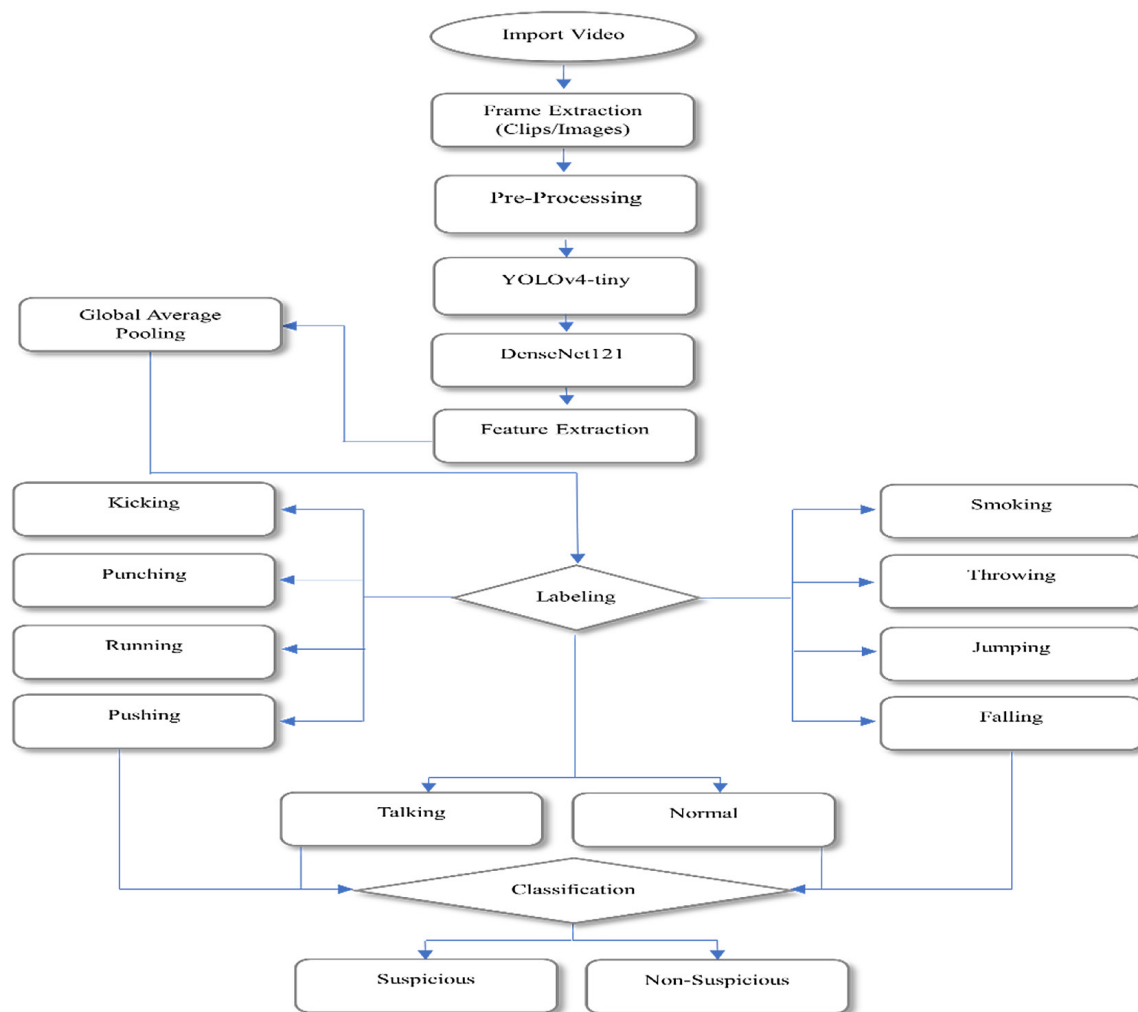 Import Video
Frame Extraction
(Clips/Images)
Pre-Processing
YOLOv4-tiny
Global Average
Pooling
DenseNet121
Feature Extraction
Kicking
Smoking
Punching
Throwing
Labeling
Running
Jumping
Pushing
Falling
Talking
Normal
Classification
Suspicious
Non-Suspicious